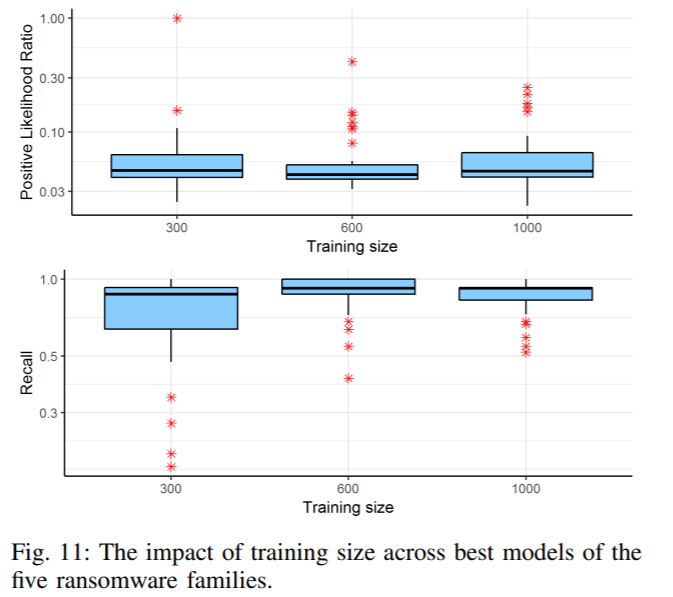 Positive Likelihood Ratio
1.00
0.30
0.10
0.03
300 600 1000
Training size
Recall
1.0
0.5
0.3
300 600 1000
Training size
Fig. 11: The impact of training size across best models of the
five ransomware families.